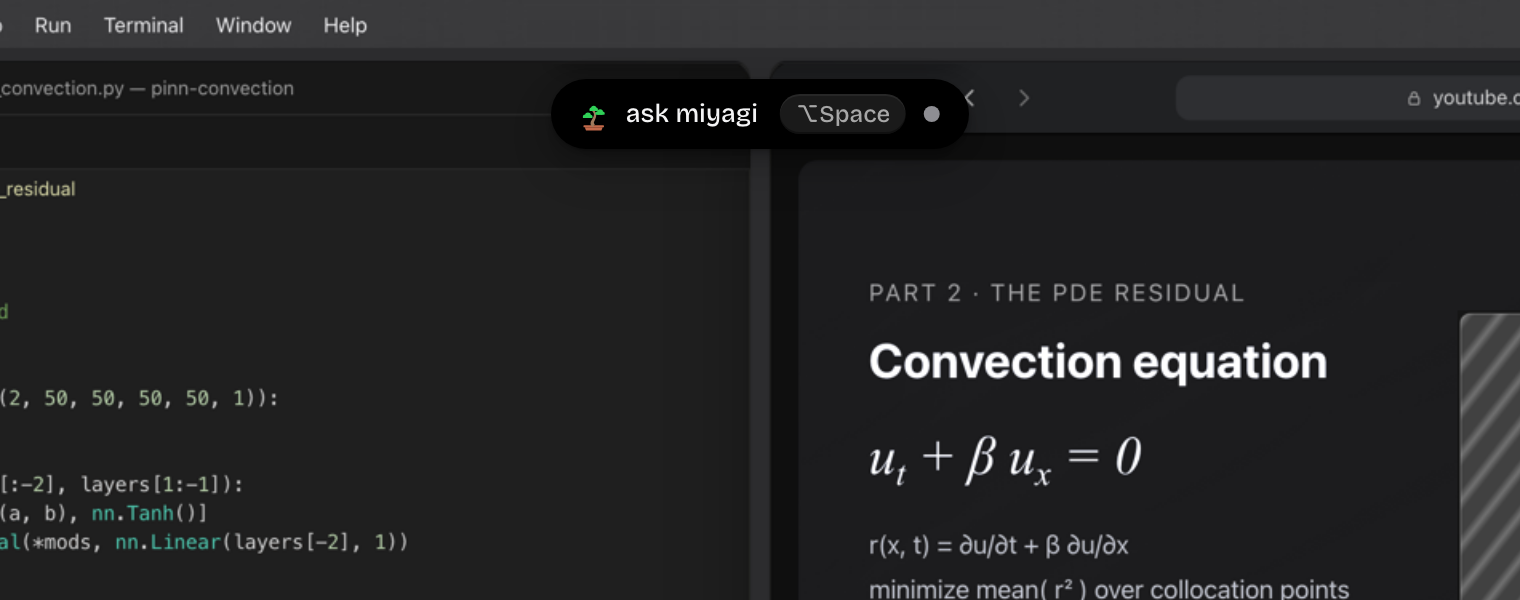 Run Terminal Window Help
_convection.py — pinn-convection
ask miyagi ⌥Space
youtube.c
_residual
d
(2, 50, 50, 50, 50, 1)):
[:-2], layers[1:-1]):
(a, b), nn.Tanh()]
al(*mods, nn.Linear(layers[-2], 1))
PART 2 · THE PDE RESIDUAL
Convection equation
u_t + β u_x = 0
r(x, t) = ∂u/∂t + β ∂u/∂x
minimize mean( r² ) over collocation points